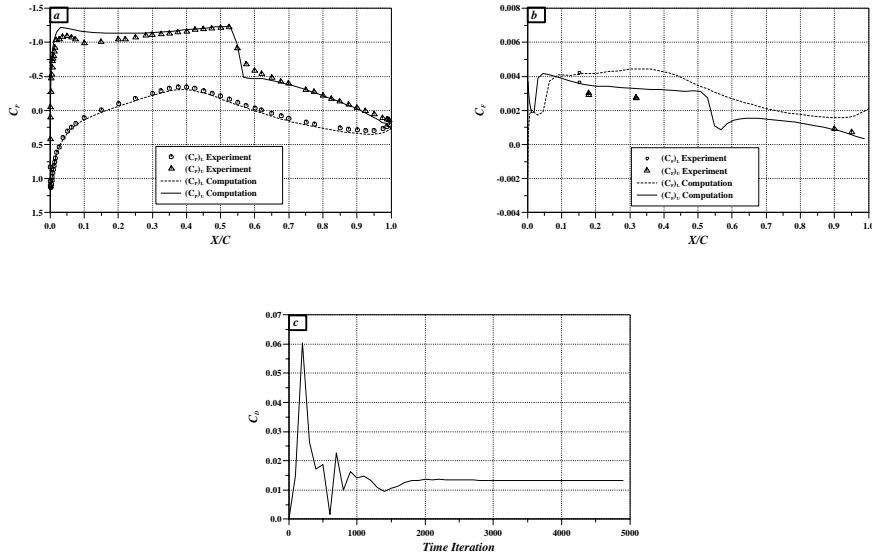 a
-1.5
-1.0
-0.5
0.0
0.5
1.0
1.5
C_P
0.0 0.1 0.2 0.3 0.4 0.5 0.6 0.7 0.8 0.9 1.0
X/C
(C_P)_L Experiment
(C_P)_U Experiment
(C_P)_L Computation
(C_P)_U Computation
b
0.008
0.006
0.004
0.002
0.0
-0.002
-0.004
C_F
0.0 0.1 0.2 0.3 0.4 0.5 0.6 0.7 0.8 0.9 1.0
X/C
(C_F)_L Experiment
(C_F)_U Experiment
(C_F)_L Computation
(C_F)_U Computation
c
0.07
0.06
0.05
0.04
0.03
0.02
0.01
0.0
C_D
0 1000 2000 3000 4000 5000
Time Iteration